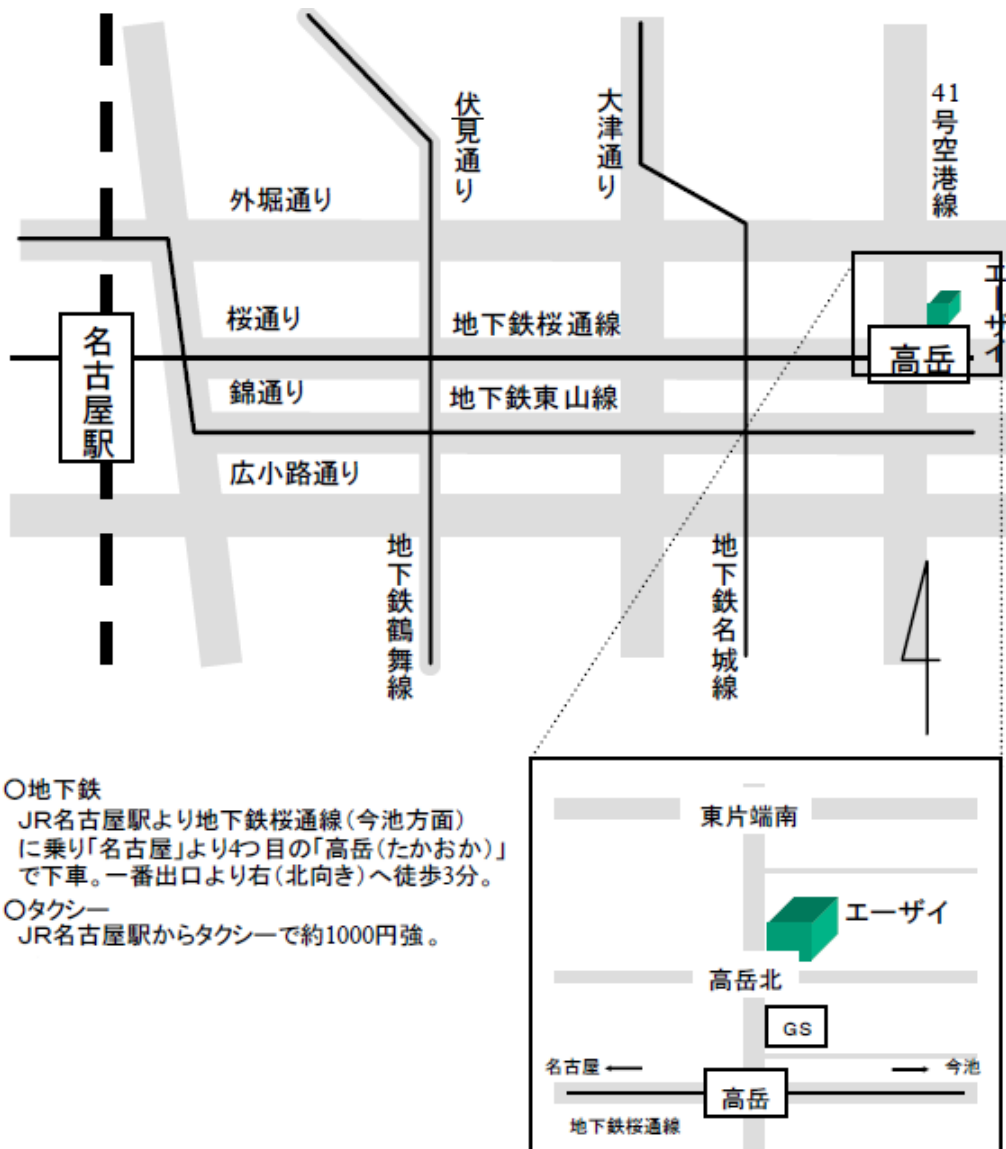 伏見通り
大津通り
41号空港線
外堀通り
エーザイ
桜通り
地下鉄桜通線
名古屋駅
高岳
錦通り
地下鉄東山線
広小路通り
地下鉄鶴舞線
地下鉄名城線
〇地下鉄
JR名古屋駅より地下鉄桜通線(今池方面)
に乗り「名古屋」より4つ目の「高岳(たかおか)」
で下車。一番出口より右(北向き)へ徒歩3分。
〇タクシー
JR名古屋駅からタクシーで約1000円強。
東片端南
エーザイ
高岳北
GS
名古屋
今池
高岳
地下鉄桜通線